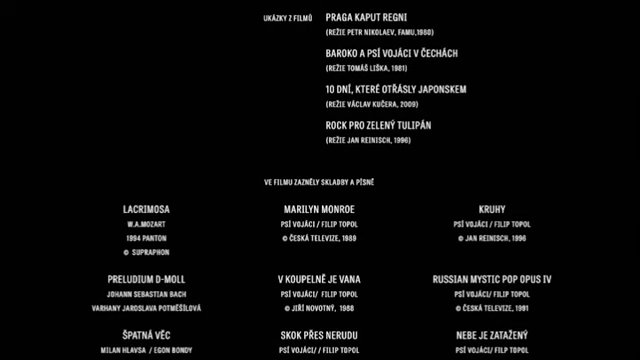 UKÁZKY Z FILMŮ
PRAGA KAPUT REGNI
(REŽIE PETR NIKOLAEV, FAMU,1980)
BAROKO A PSÍ VOJÁCI V ČECHÁCH
(REŽIE TOMÁŠ LIŠKA, 1981)
10 DNÍ, KTERÉ OTŘÁSLY JAPONSKEM
(REŽIE VÁCLAV KUČERA, 2009)
ROCK PRO ZELENÝ TULIPÁN
(REŽIE JAN REINISCH, 1996)
VE FILMU ZAZNĚLY SKLADBY A PÍSNĚ
LACRIMOSA
W.A.MOZART
1994 PANTON
© SUPRAPHON
MARILYN MONROE
PSÍ VOJÁCI/ FILIP TOPOL
© ČESKÁ TELEVIZE, 1989
KRUHY
PSÍ VOJÁCI/ FILIP TOPOL
© JAN REINISCH, 1996
PRELUDIUM D-MOLL
JOHANN SEBASTIAN BACH
VARHANY JAROSLAVA POTMĚŠILOVÁ
V KOUPELNĚ JE VANA
PSÍ VOJÁCI/ FILIP TOPOL
© JIŘÍ NOVOTNÝ, 1988
RUSSIAN MYSTIC POP OPUS IV
PSÍ VOJÁCI/ FILIP TOPOL
© ČESKÁ TELEVIZE, 1991
ŠPATNÁ VĚC
MILAN HLAVSA / EGON BONDY
SKOK PŘES NERUDU
PSÍ VOJÁCI/ FILIP TOPOL
NEBE JE ZATAŽENÝ
PSÍ VOJÁCI/ FILIP TOPOL